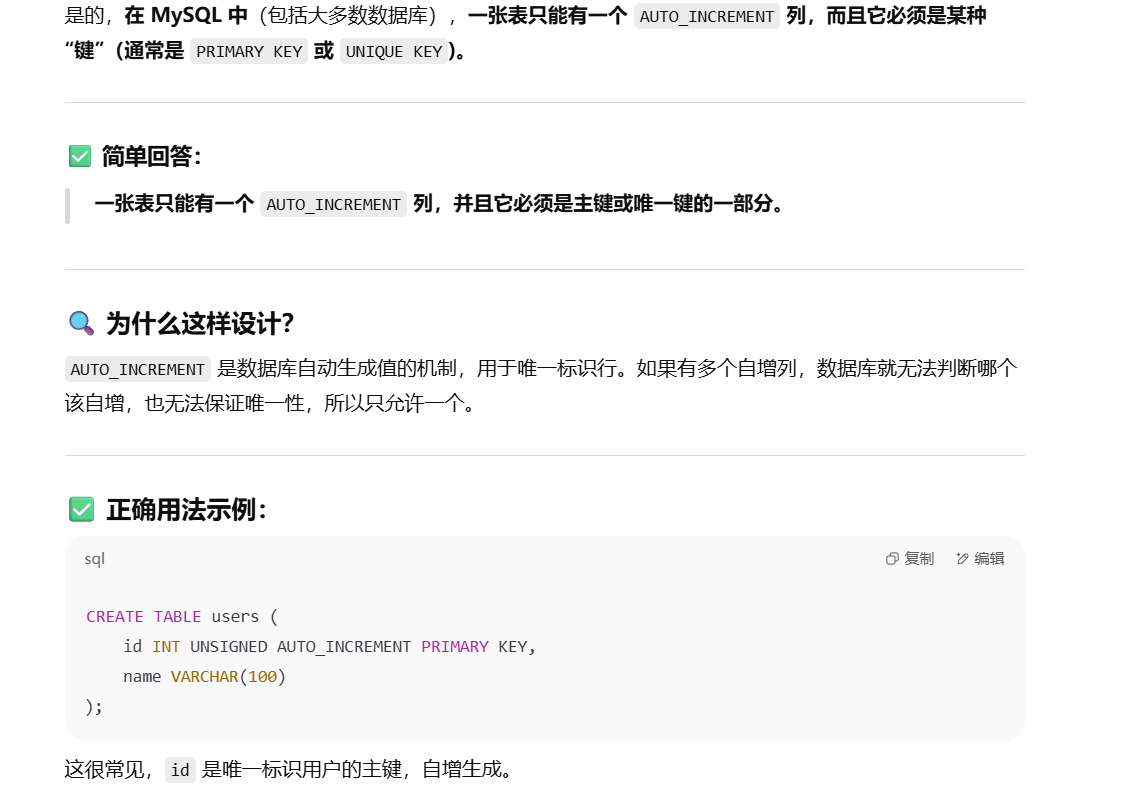 是的，在 MySQL 中（包括大多数数据库），一张表只能有一个 AUTO_INCREMENT 列，而且它必须是某种
“键”（通常是 PRIMARY KEY 或 UNIQUE KEY）。
✅ 简单回答：
一张表只能有一个 AUTO_INCREMENT 列，并且它必须是主键或唯一键的一部分。
🔍 为什么这样设计？
AUTO_INCREMENT 是数据库自动生成值的机制，用于唯一标识行。如果有多个自增列，数据库就无法判断哪个
该自增，也无法保证唯一性，所以只允许一个。
✅ 正确用法示例：
sql 复制 编辑
CREATE TABLE users (
    id INT UNSIGNED AUTO_INCREMENT PRIMARY KEY,
    name VARCHAR(100)
);
这很常见，id 是唯一标识用户的主键，自增生成。